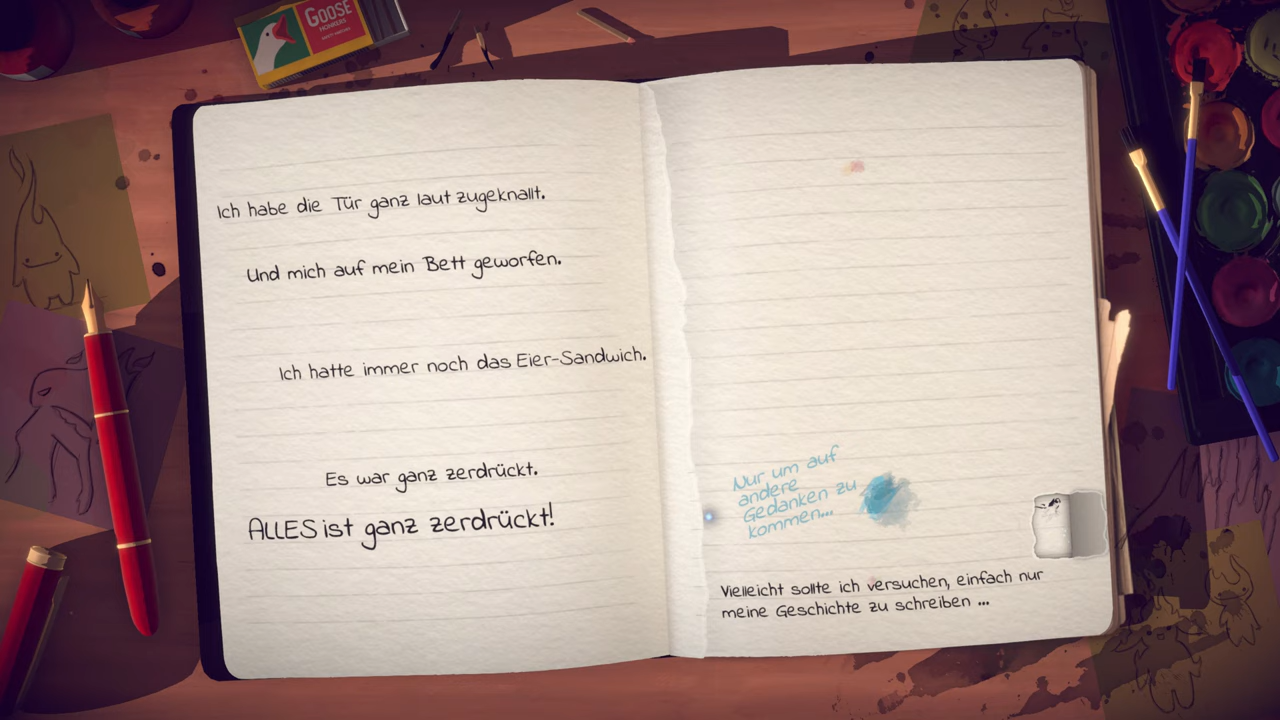 GOOSE
HONKERS
Ich habe die Tür ganz laut zugeknallt.
Und mich auf mein Bett geworfen.
Ich hatte immer noch das Eier-Sandwich.
Es war ganz zerdrückt.
ALLES ist ganz zerdrückt!
Nur um auf
andere
Gedanken zu
kommen...
Vielleicht sollte ich versuchen, einfach nur
meine Geschichte zu schreiben ...